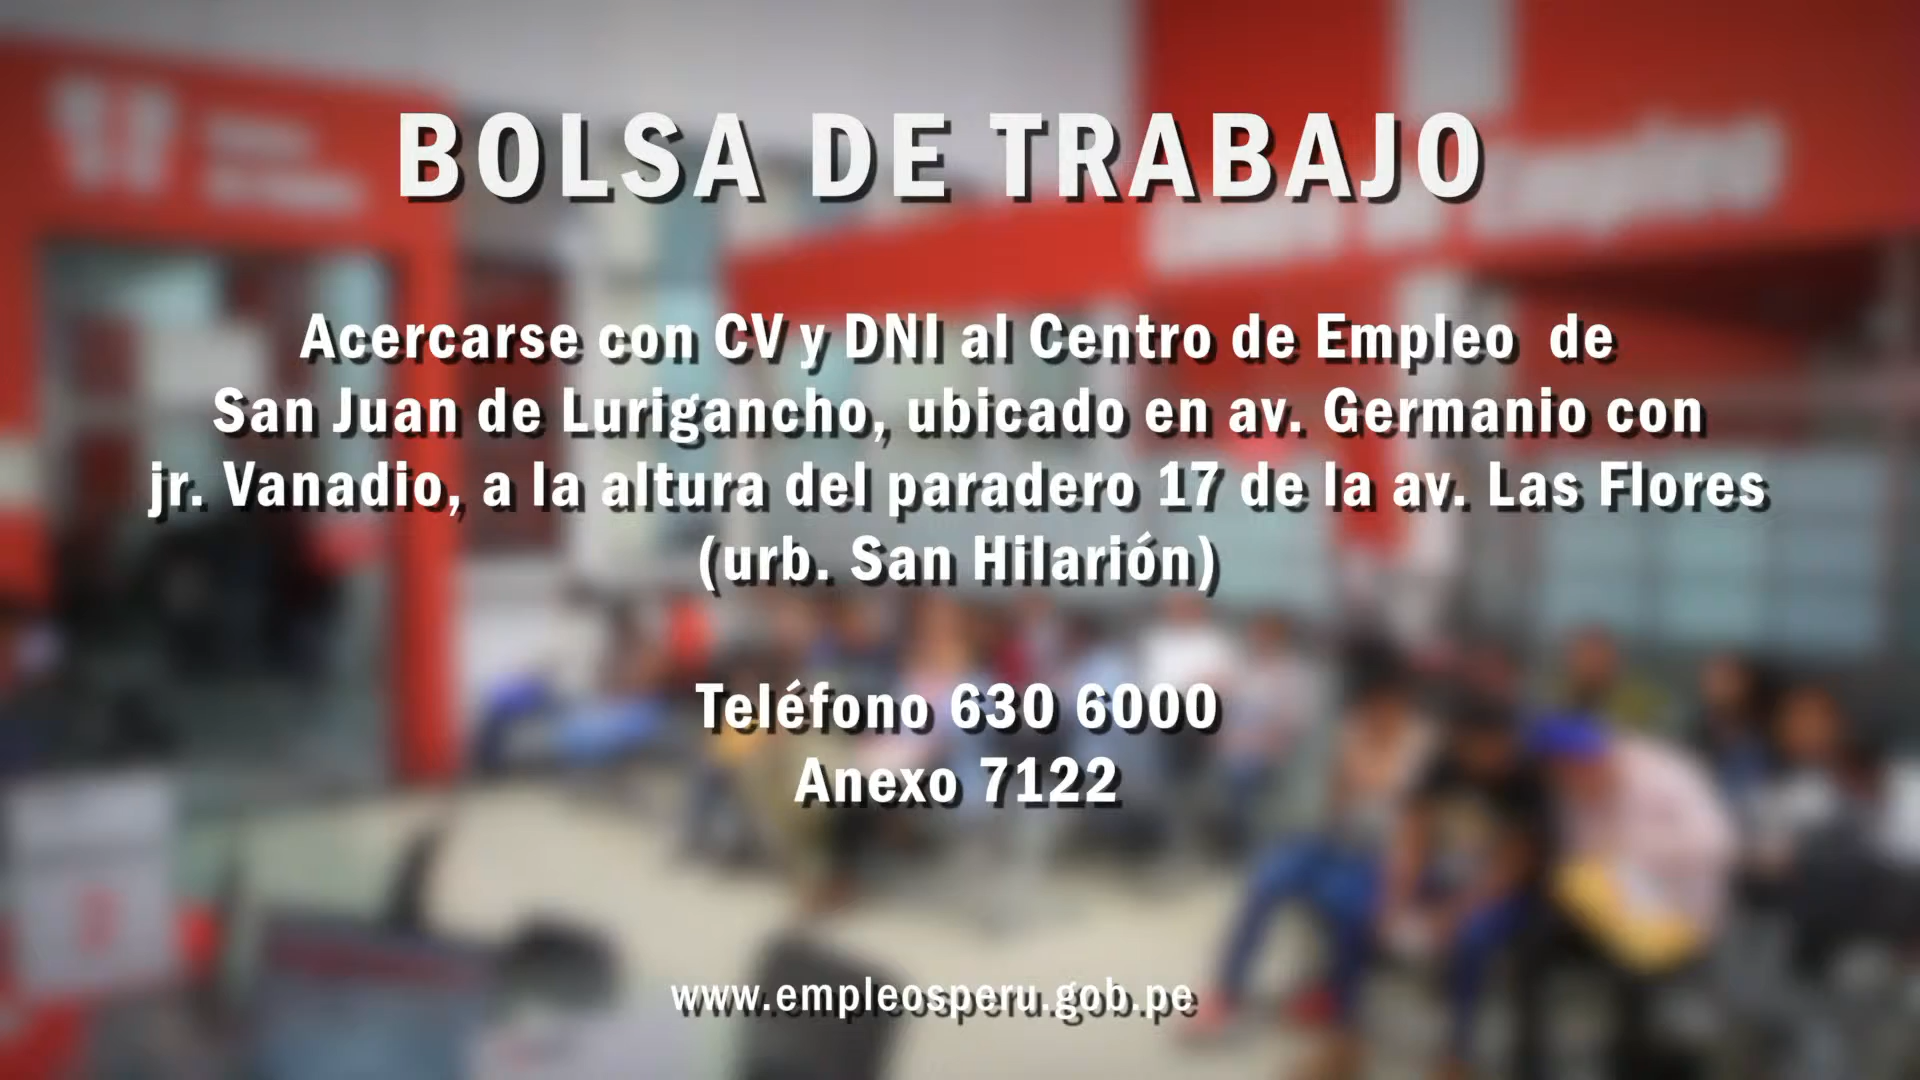 BOLSA DE TRABAJO
Acercarse con CV y DNI al Centro de Empleo de
San Juan de Lurigancho, ubicado en av. Germanio con
jr. Vanadio, a la altura del paradero 17 de la av. Las Flores
(urb. San Hilarión)
Teléfono 630 6000
Anexo 7122
www.empleosperu.gob.pe